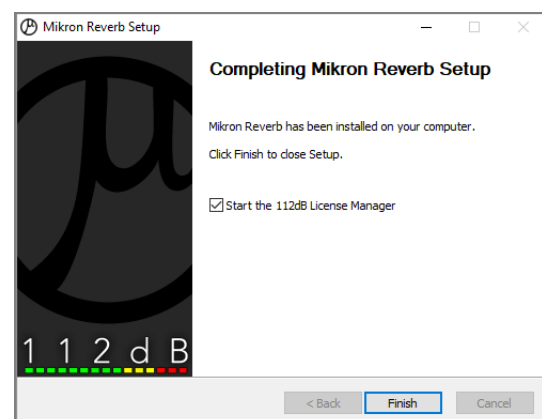 Mikron Reverb Setup
Completing Mikron Reverb Setup
Mikron Reverb has been installed on your computer.
Click Finish to close Setup.
Start the 112dB License Manager
µ
1 1 2 d B
< Back Finish Cancel